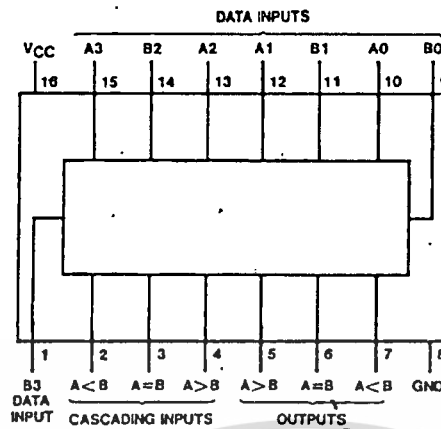 DATA INPUTS
VCC A3 B2 A2 A1 B1 A0 B0
16 15 14 13 12 11 10
1 2 3 4 5 6 7 8
B3 A<B A=B A>B A>B A=B A<B GND
DATA
INPUT CASCADING INPUTS OUTPUTS